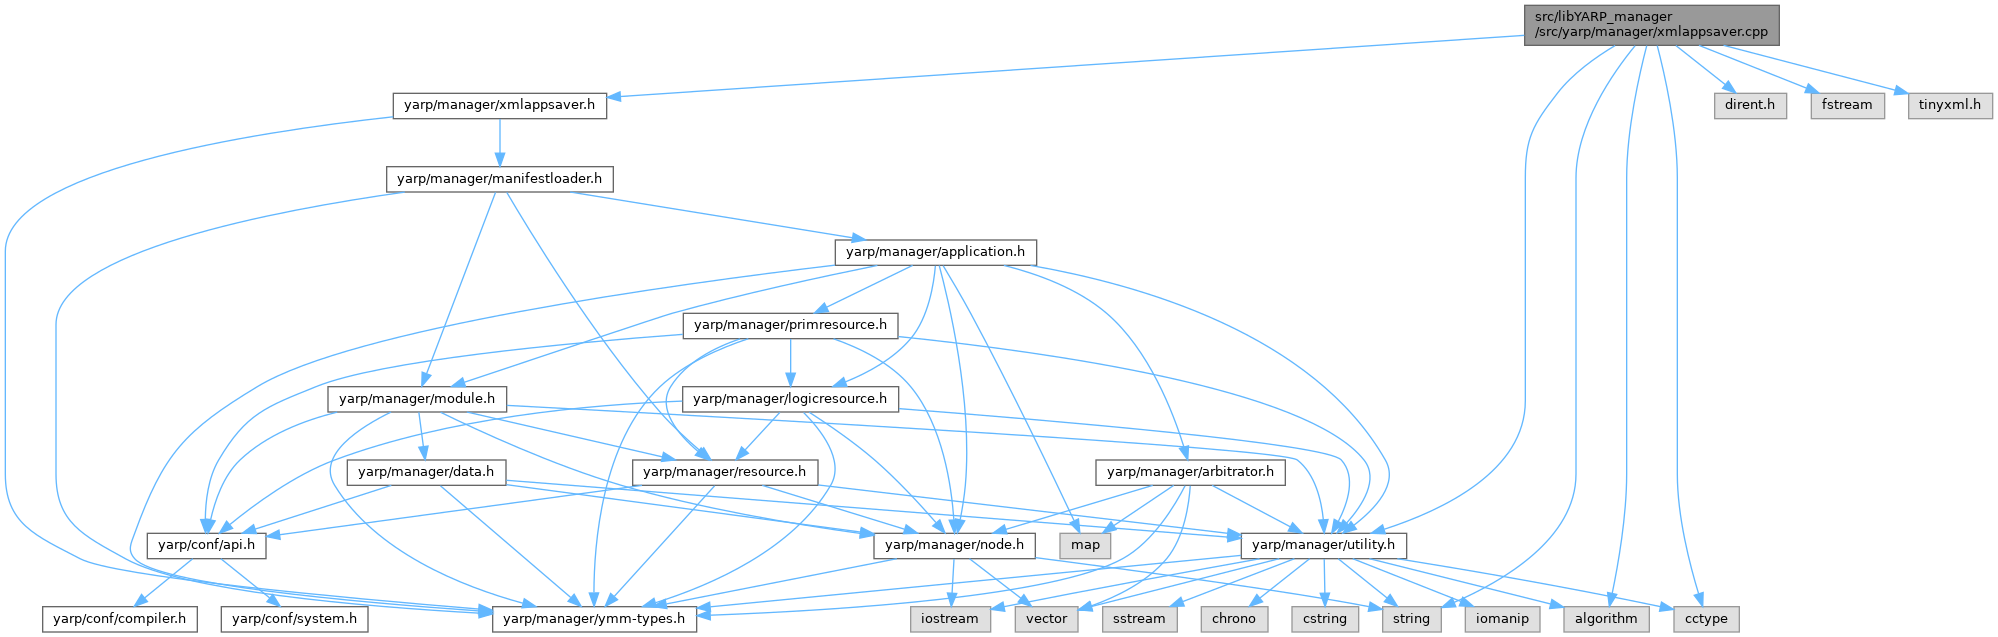 src/libYARP_manager
/src/yarp/manager/xmlappsaver.cpp
yarp/manager/xmlappsaver.h
dirent.h
fstream
tinyxml.h
yarp/manager/manifestloader.h
yarp/manager/application.h
yarp/manager/primresource.h
yarp/manager/module.h
yarp/manager/logicresource.h
yarp/manager/data.h
yarp/manager/resource.h
yarp/manager/arbitrator.h
yarp/conf/api.h
yarp/manager/node.h
map
yarp/manager/utility.h
yarp/conf/compiler.h
yarp/conf/system.h
yarp/manager/ymm-types.h
iostream
vector
sstream
chrono
cstring
string
iomanip
algorithm
cctype